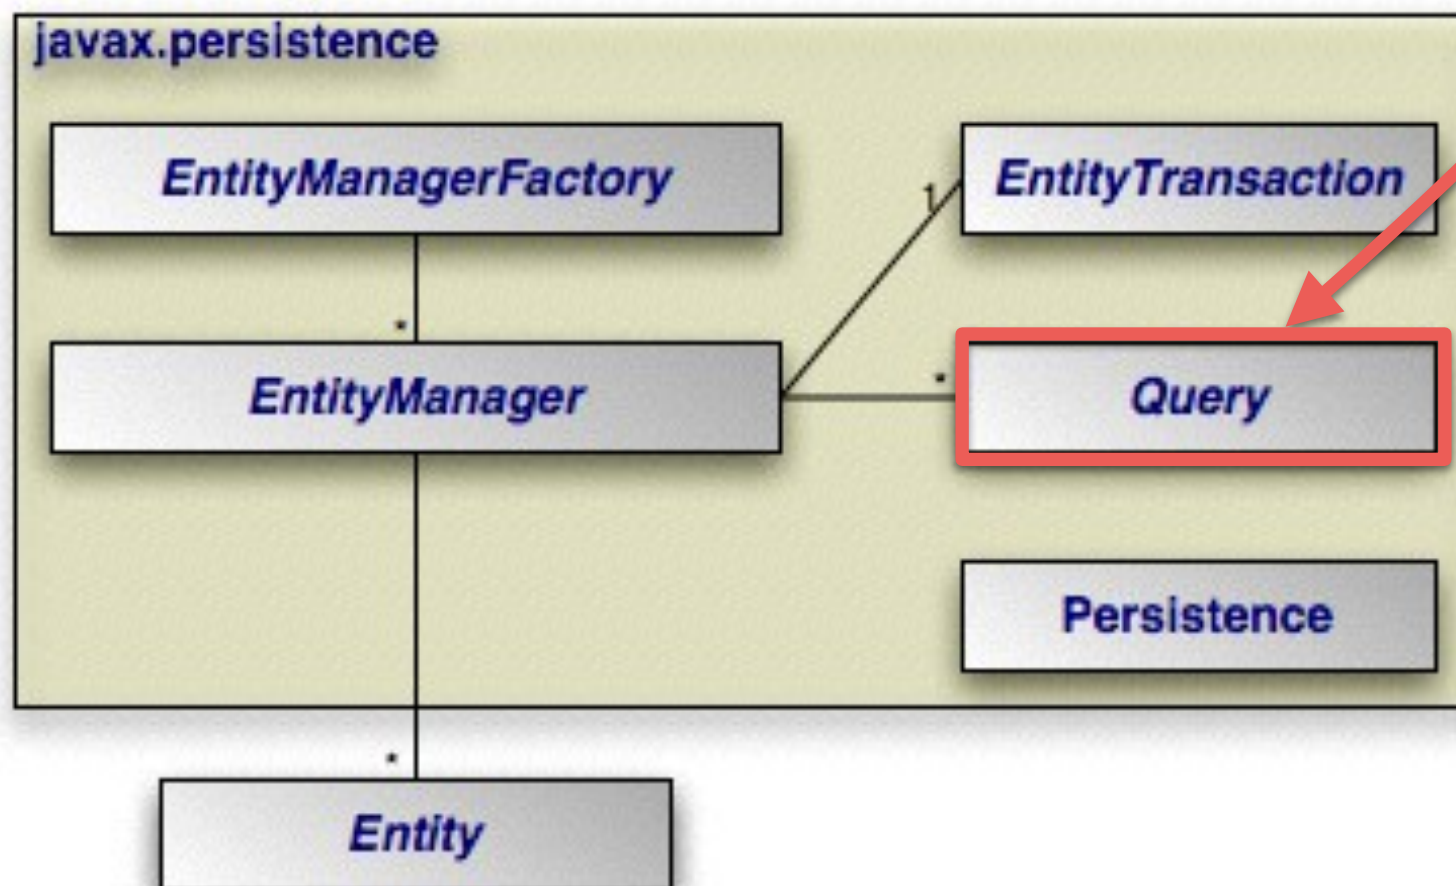 javax.persistence
EntityManagerFactory
EntityTransaction
1
*
EntityManager
*
Query
Persistence
*
Entity